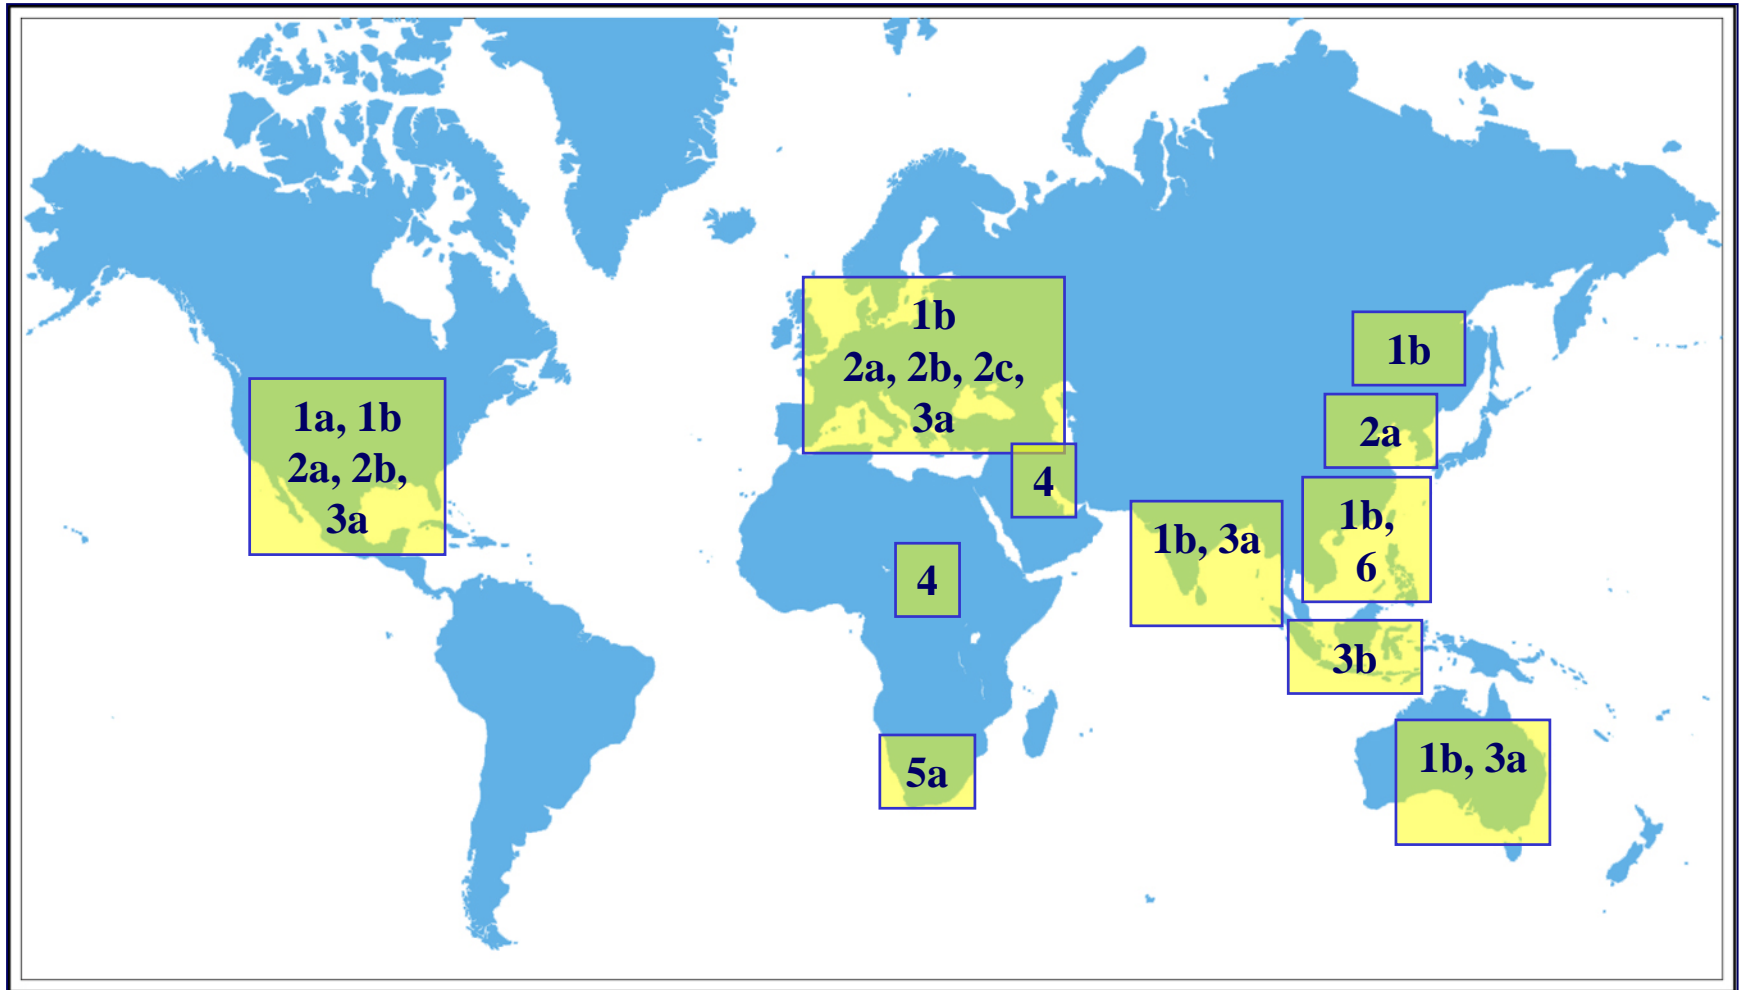 1b
2a, 2b, 2c,
3a
1b
1a, 1b
2a, 2b,
3a
2a
4
1b, 3a
1b,
6
4
3b
5a
1b, 3a